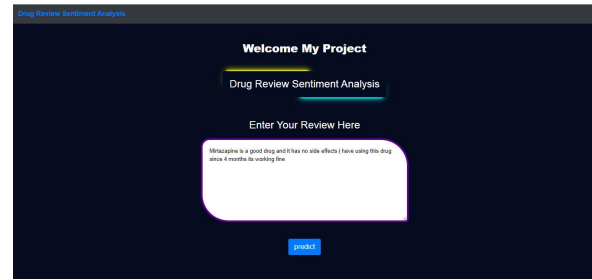 Drug Review Sentiment Analysis
Welcome My Project
Drug Review Sentiment Analysis
Enter Your Review Here
Mirtazapine is a good drug and it has no side effects i have using this drug
since 4 months its working fine
predict